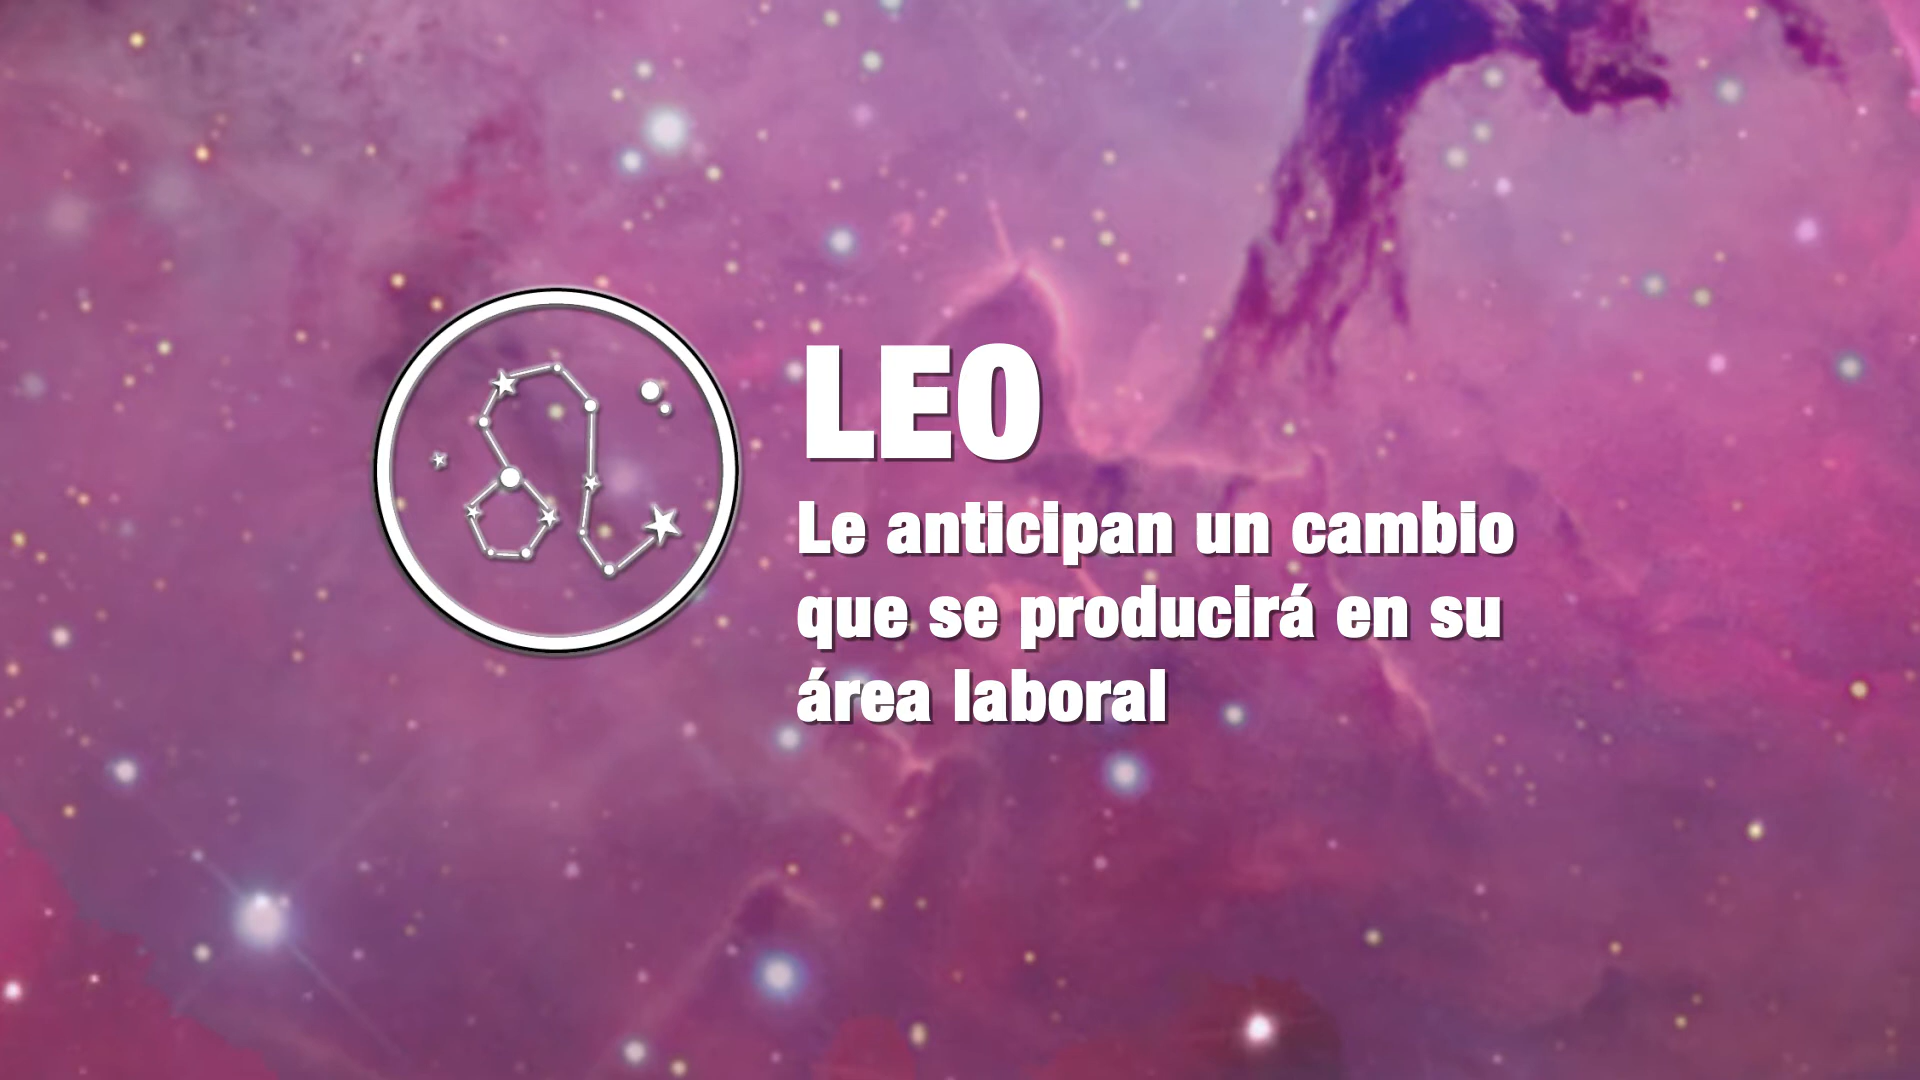 LEO
Le anticipan un cambio
que se producirá en su
área laboral